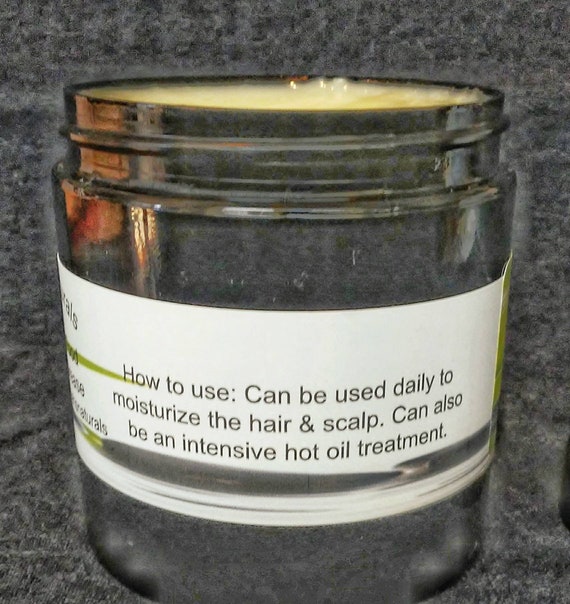 How to use: Can be used daily to
moisturize the hair & scalp. Can also
be an intensive hot oil treatment.
naturals